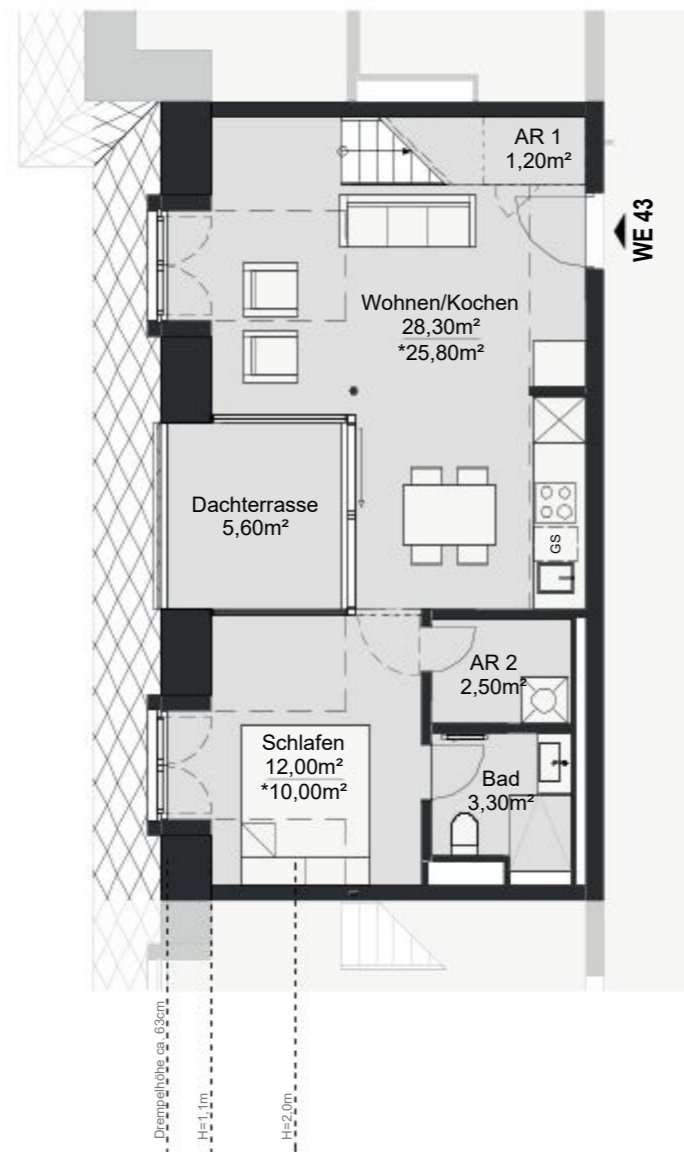 AR 1
1,20m²
WE 43
Wohnen/Kochen
28,30m²
*25,80m²
Dachterrasse
5,60m²
GS
AR 2
2,50m²
Schlafen
12,00m²
*10,00m²
Bad
3,30m²
Drempelhöhe ca. 63cm
H=1,1m
H=2,0m